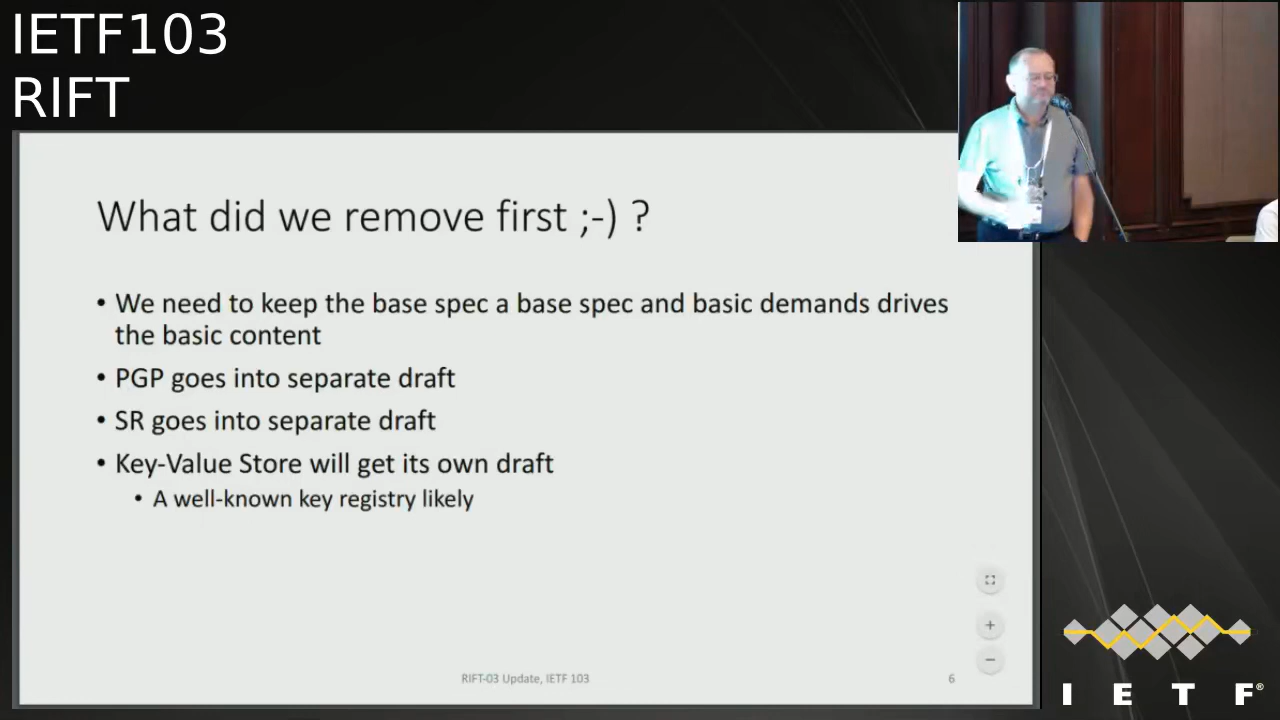 IETF103
RIFT
What did we remove first ;-) ?
• We need to keep the base spec a base spec and basic demands drives
the basic content
• PGP goes into separate draft
• SR goes into separate draft
• Key-Value Store will get its own draft
• A well-known key registry likely
RIFT-03 Update, IETF 103
6
I E T F®